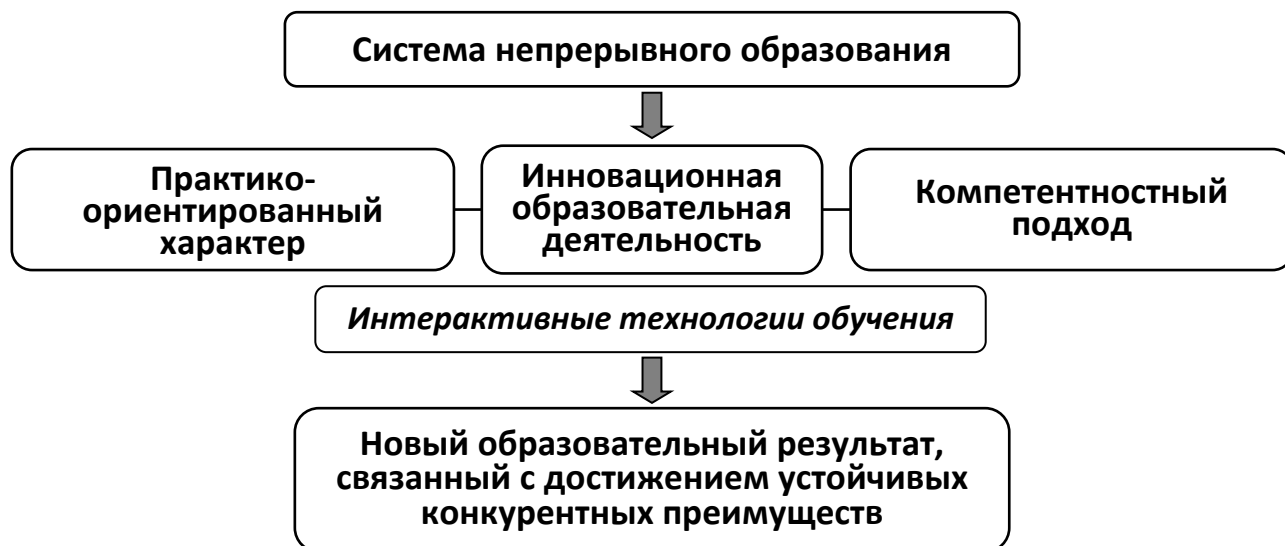 Система непрерывного образования
Практико-
ориентированный
характер
Инновационная
образовательная
деятельность
Компетентностный
подход
Интерактивные технологии обучения
Новый образовательный результат,
связанный с достижением устойчивых
конкурентных преимуществ